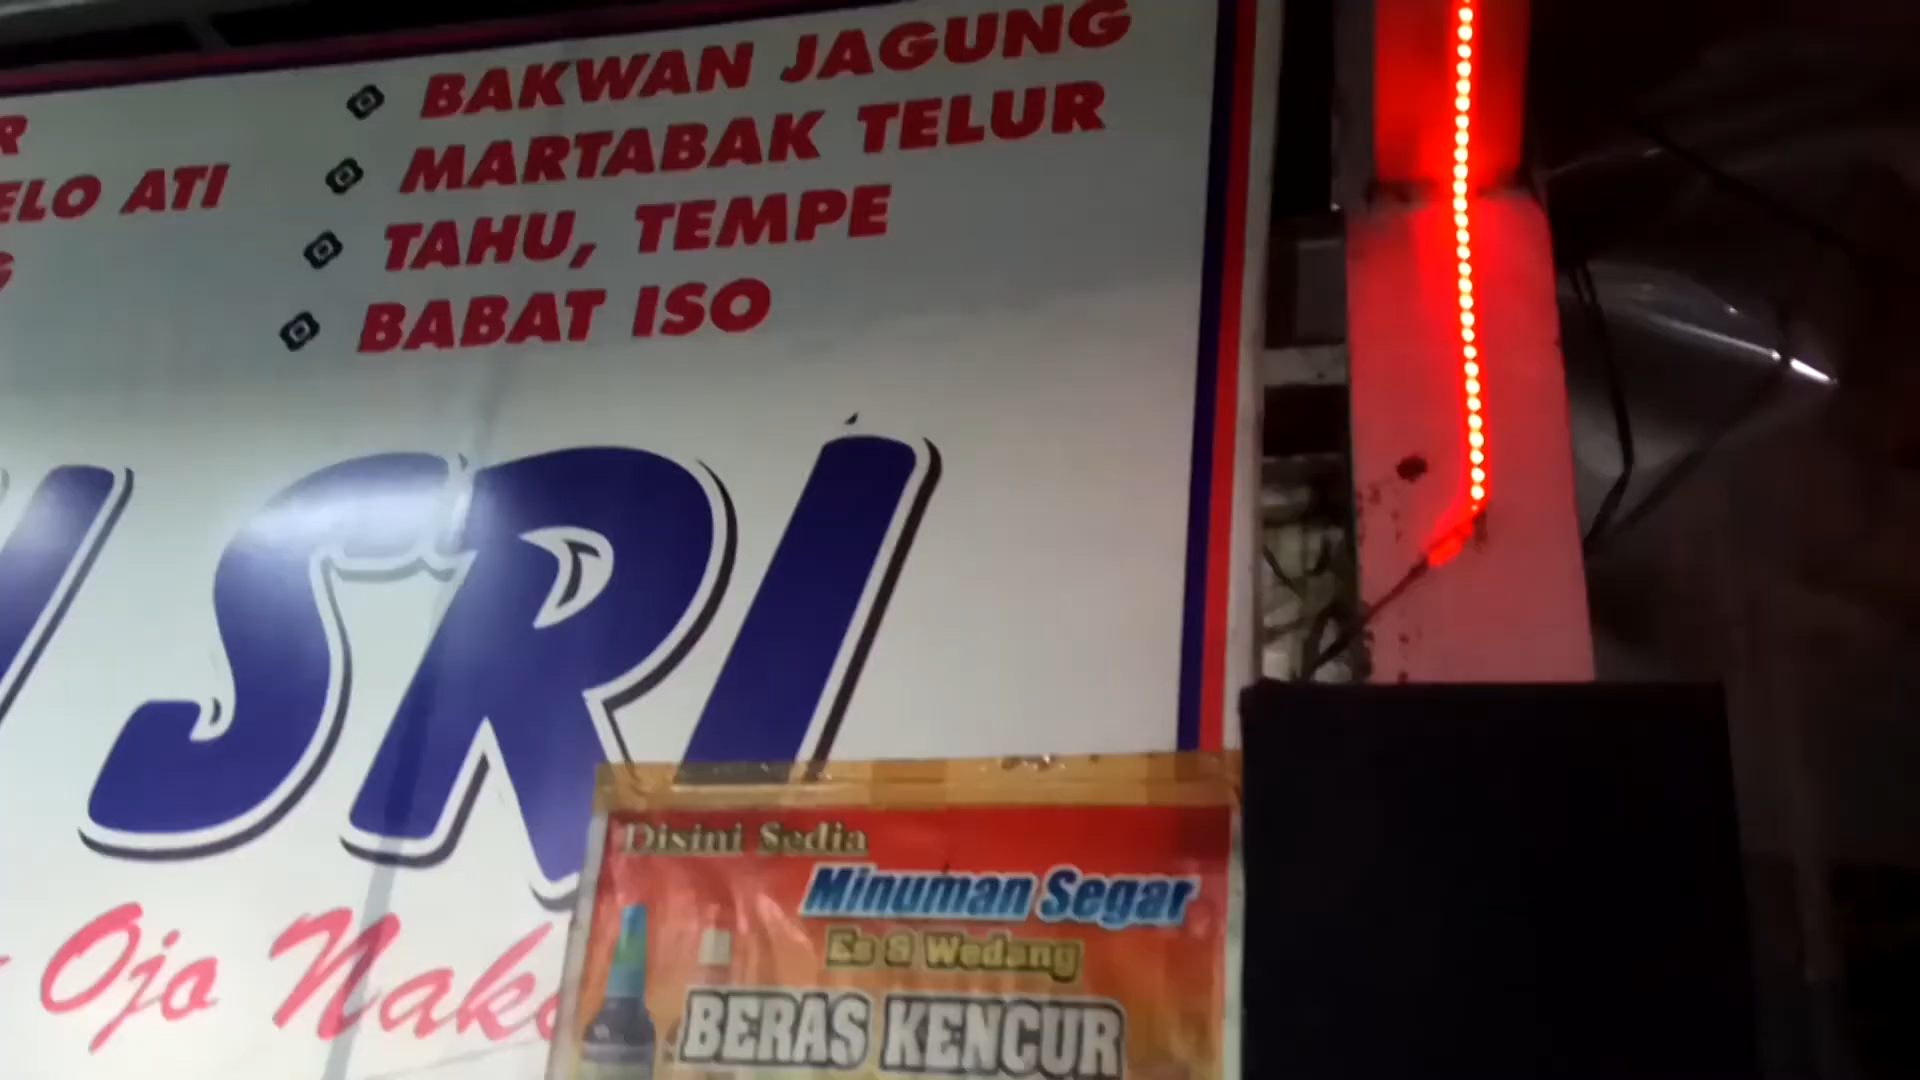 BAKWAN JAGUNG
MARTABAK TELUR
ELO ATI
TAHU, TEMPE
BABAT ISO
SRI
Ojo Nako
Disini Sedia
Minuman Segar
Es & Wedang
BERAS KENCUR